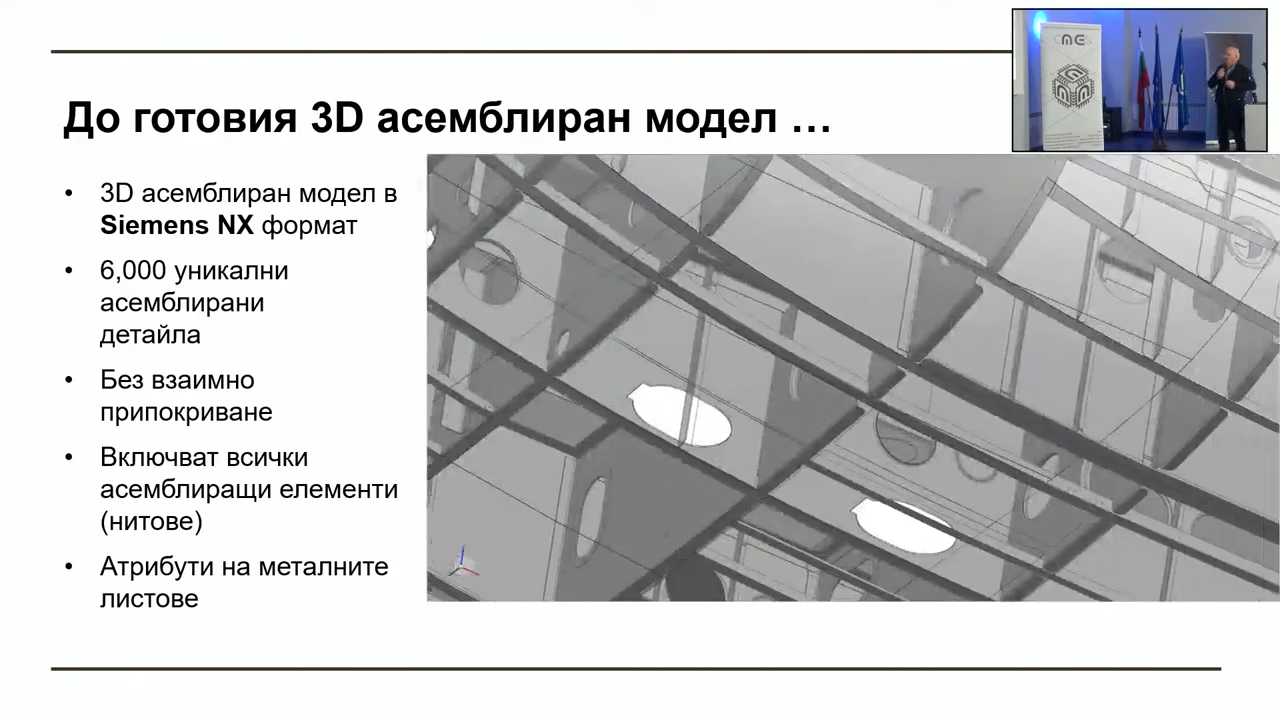 До готовия 3D асемблиран модел …
• 3D асемблиран модел в
Siemens NX формат
• 6,000 уникални
асемблирани
детайла
• Без взаимно
припокриване
• Включват всички
асемблиращи елементи
(нитове)
• Атрибути на металните
листове